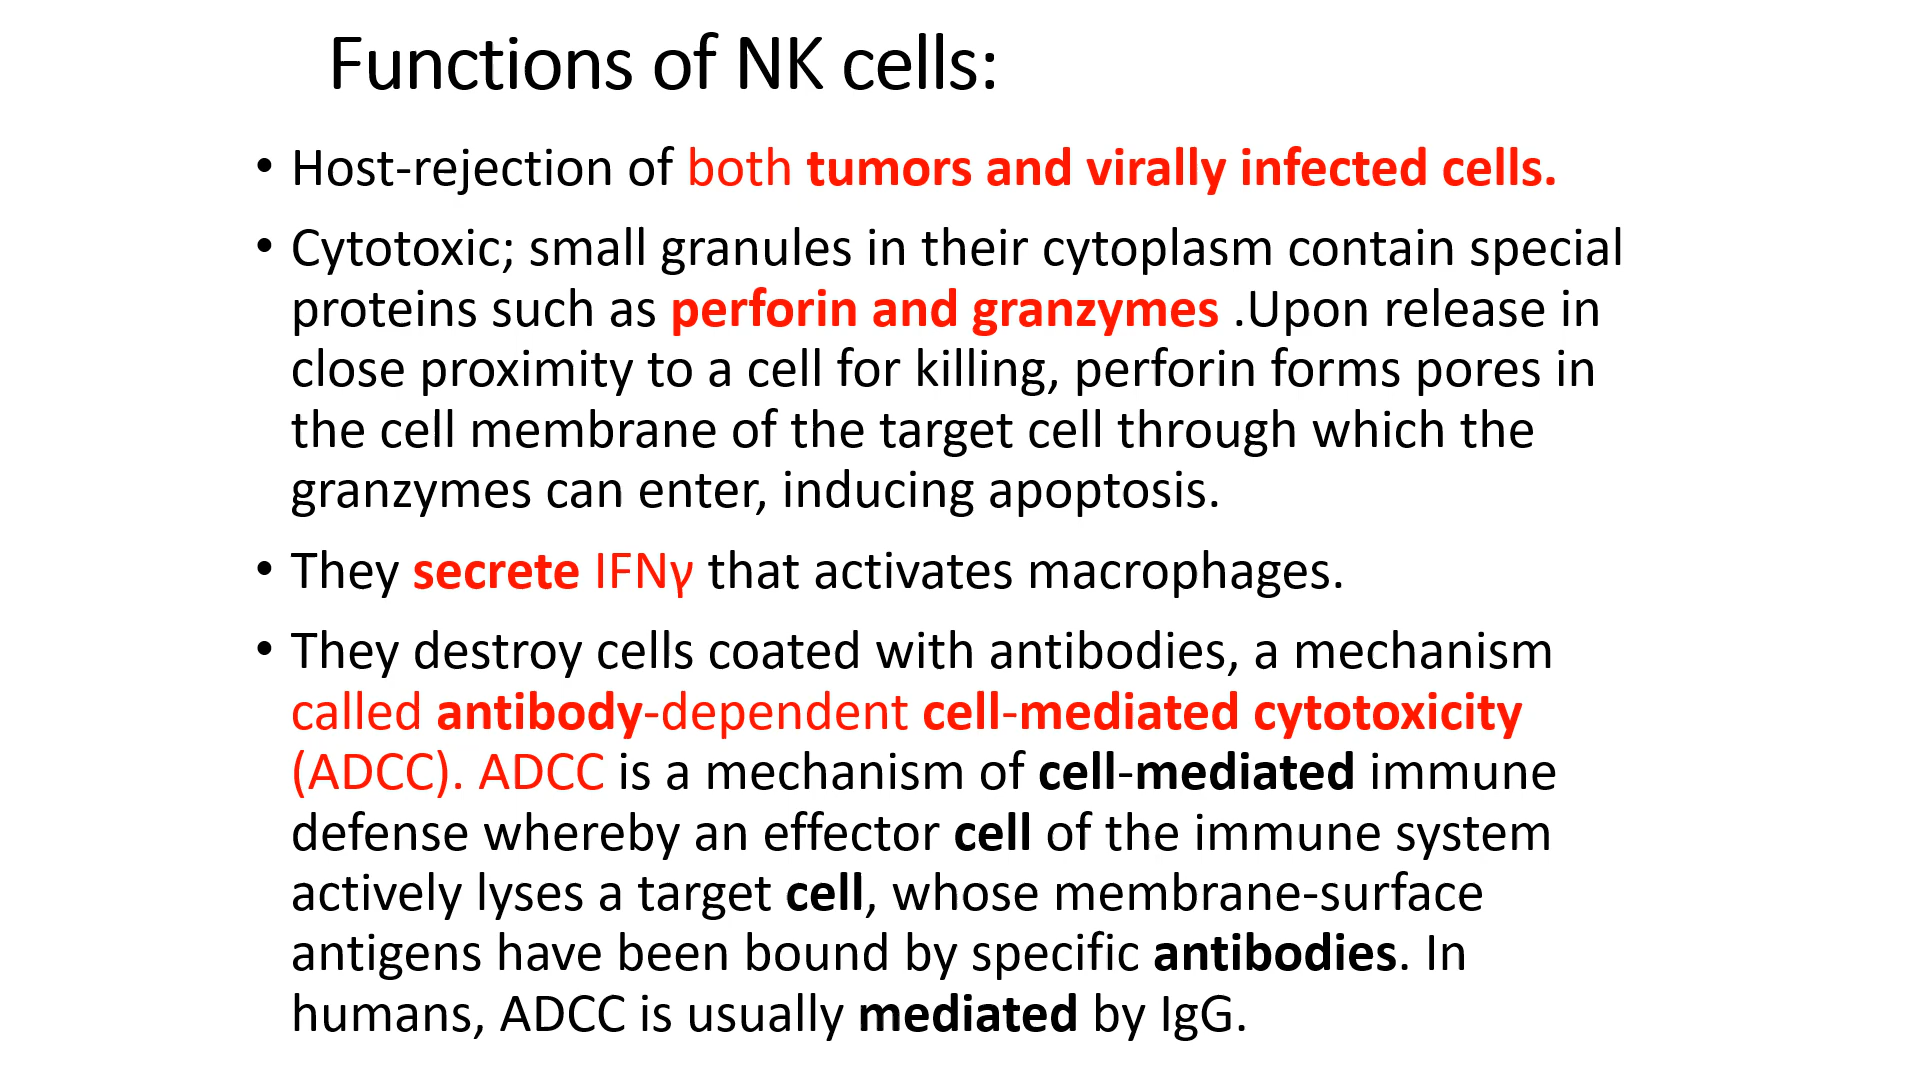 Functions of NK cells:
• Host-rejection of both tumors and virally infected cells.
• Cytotoxic; small granules in their cytoplasm contain special
proteins such as perforin and granzymes .Upon release in
close proximity to a cell for killing, perforin forms pores in
the cell membrane of the target cell through which the
granzymes can enter, inducing apoptosis.
• They secrete IFNγ that activates macrophages.
• They destroy cells coated with antibodies, a mechanism
called antibody-dependent cell-mediated cytotoxicity
(ADCC). ADCC is a mechanism of cell-mediated immune
defense whereby an effector cell of the immune system
actively lyses a target cell, whose membrane-surface
antigens have been bound by specific antibodies. In
humans, ADCC is usually mediated by IgG.